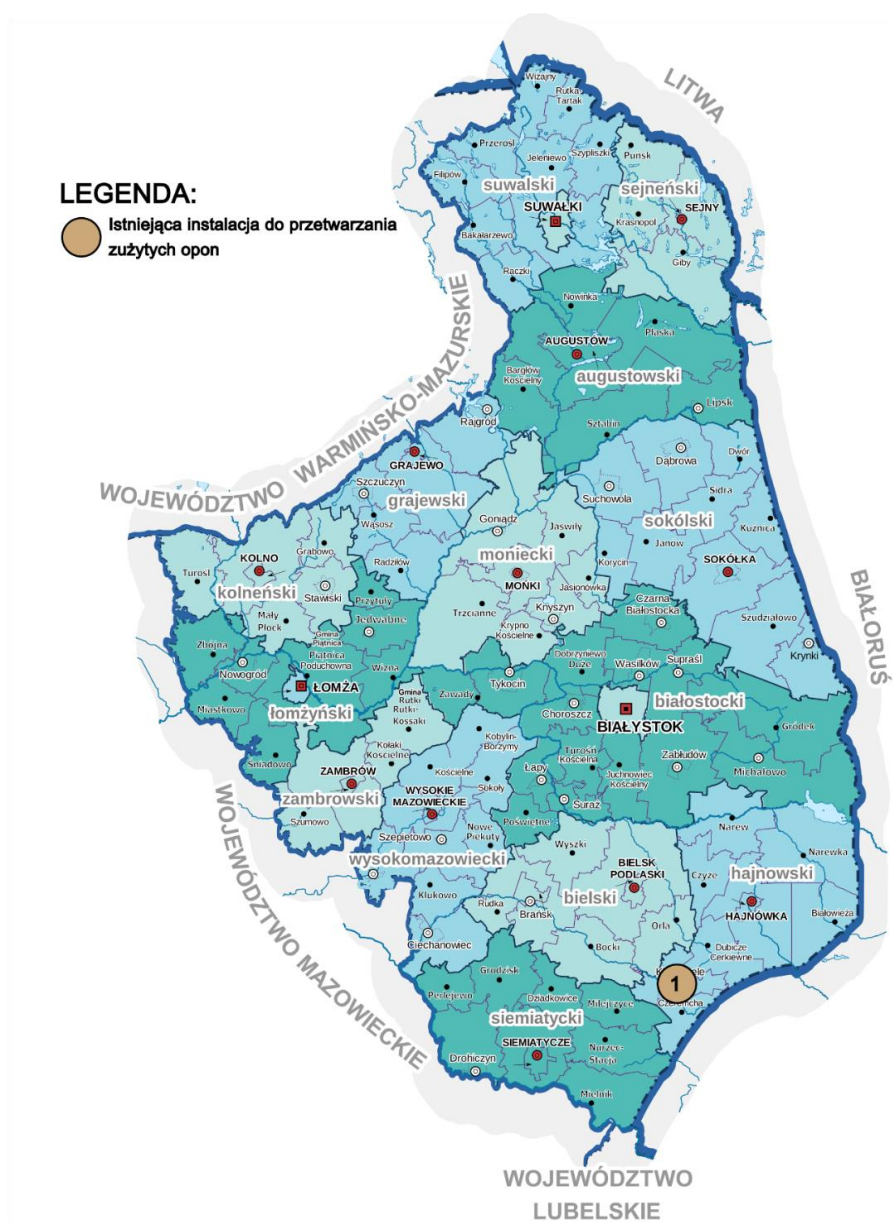 LITWA
Wiżajny
Rutka
Tartak
Przerośl
Jeleniewo
Szypliszki
Puńsk
Filipów
suwalski
sejneński
SUWAŁKI
Krasnopol
SEJNY
Bakałarzewo
Giby
Raczki
LEGENDA:
Istniejąca instalacja do przetwarzania
zużytych opon
Nowinka
Płaska
AUGUSTÓW
Bargłów
Kościelny
augustowski
Lipsk
Sztabin
Rajgród
WOJEWÓDZTWO WARMIŃSKO-MAZURSKIE
GRAJEWO
Szczuczyn
grajewski
Wąsosz
Radziłów
Dąbrowa
Dwór
Suchowola
Sidra
sokólski
Kuźnica
Janów
Korycin
SOKÓŁKA
Szudziałowo
Krynki
BIAŁORUŚ
Goniądz
Jaświły
moniecki
MOŃKI
Jasionówka
Trzcianne
Knyszyn
Krypno
Kościelne
KOLNO
Grabowo
Turośl
kolneński
Stawiski
Mały
Płock
Przytuły
Jedwabne
Gmina
Piątnica
Piątnica
Poduchowna
Zbójna
Nowogród
Wizna
ŁOMŻA
Miastkowo
łomżyński
Śniadowo
Czarna
Białostocka
Dobrzyniewo
Duże
Wasilków
Supraśl
Tykocin
Zawady
Choroszcz
białostocki
BIAŁYSTOK
Gródek
Turośń
Kościelna
Zabłudów
Juchnowiec
Kościelny
Michałowo
Łapy
Suraż
Poświętne
Gmina
Rutki
Rutki-
Kossaki
Kołaki
Kościelne
ZAMBRÓW
zambrowski
Szumowo
Kobylin-
Borzymy
Kościelne
Sokoły
WYSOKIE
MAZOWIECKIE
Nowe
Piekuty
Szepietowo
wysokomazowiecki
Klukowo
Ciechanowiec
WOJEWÓDZTWO MAZOWIECKIE
Wyszki
BIELSK
PODLASKI
bielski
Rudka
Brańsk
Orla
Boćki
Narew
Narewka
Czyże
hajnowski
HAJNÓWKA
Białowieża
Dubicze
Cerkiewne
1
Grodzisk
Perlejewo
Dziadkowice
Milejczyce
siemiatycki
SIEMIATYCZE
Nurzec-
Stacja
Drohiczyn
Mielnik
WOJEWÓDZTWO
LUBELSKIE